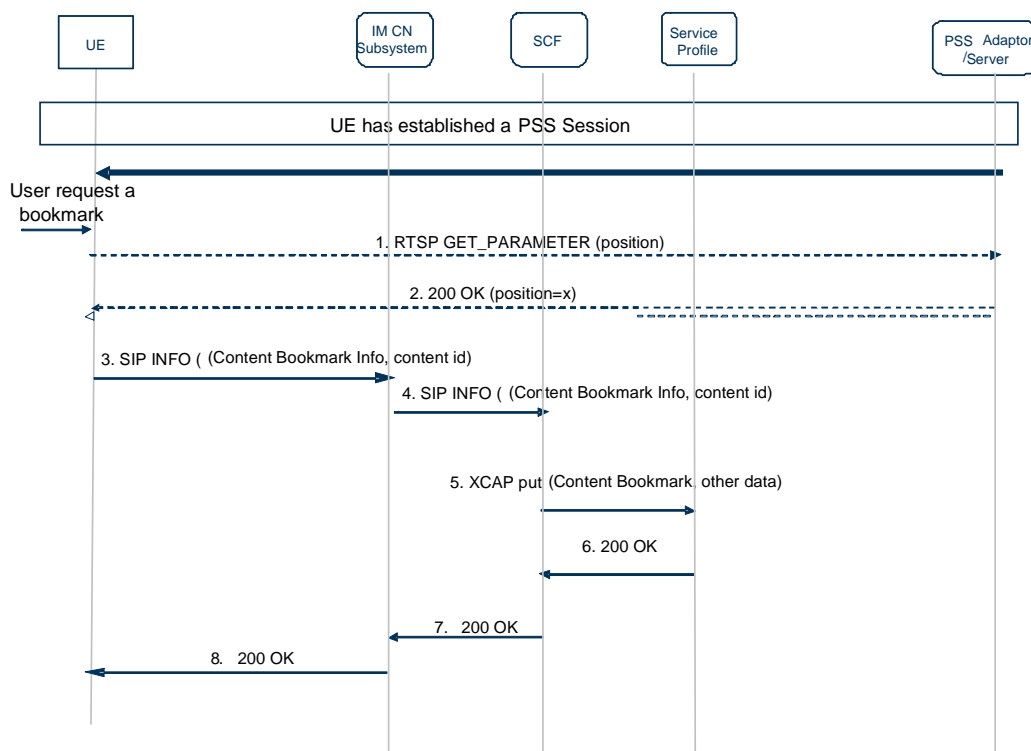 UE
IM CN
Subsystem
SCF
Service
Profile
PSS Adaptor
/Server
UE has established a PSS Session
User request a
bookmark
1. RTSP GET_PARAMETER (position)
2. 200 OK (position=x)
3. SIP INFO ( (Content Bookmark Info, content id)
4. SIP INFO ( (Content Bookmark Info, content id)
5. XCAP put (Content Bookmark, other data)
6. 200 OK
7. 200 OK
8. 200 OK